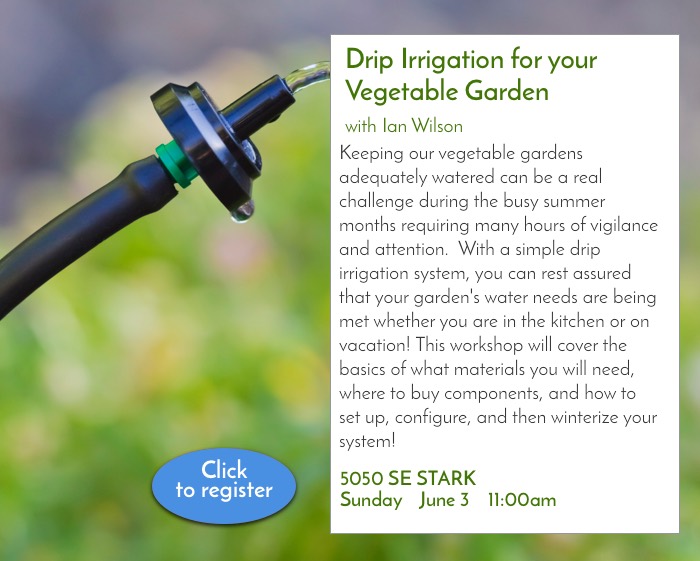 Drip Irrigation for your
Vegetable Garden
with Ian Wilson
Keeping our vegetable gardens
adequately watered can be a real
challenge during the busy summer
months requiring many hours of vigilance
and attention.  With a simple drip
irrigation system, you can rest assured
that your garden's water needs are being
met whether you are in the kitchen or on
vacation! This workshop will cover the
basics of what materials you will need,
where to buy components, and how to
set up, configure, and then winterize your
system!
5050 SE STARK
Sunday   June 3   11:00am
Click
to register